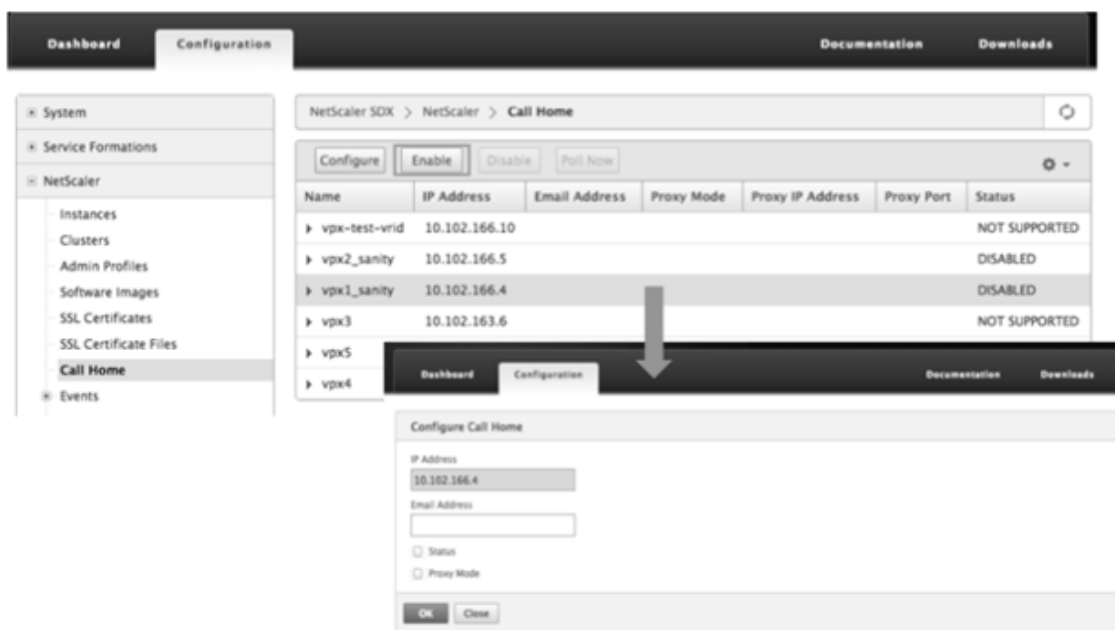 Dashboard Configuration Documentation Downloads
System
Service Formations
NetScaler
Instances
Clusters
Admin Profiles
Software Images
SSL Certificates
SSL Certificate Files
Call Home
Events
NetScaler SDX > NetScaler > Call Home
Configure Enable Disable Poll Now
Name IP Address Email Address Proxy Mode Proxy IP Address Proxy Port Status
vpx-test-vrid 10.102.166.10 NOT SUPPORTED
vpx2_sanity 10.102.166.5 DISABLED
vpx1_sanity 10.102.166.4 DISABLED
vpx3 10.102.163.6 NOT SUPPORTED
vpx5
vpx4
Dashboard Configuration Documentation Downloads
Configure Call Home
IP Address
10.102.166.4
Email Address
Status
Proxy Mode
OK Close